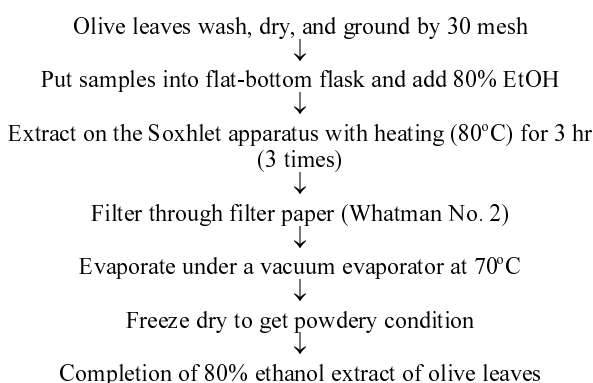 Olive leaves wash, dry, and ground by 30 mesh
↓
Put samples into flat-bottom flask and add 80% EtOH
↓
Extract on the Soxhlet apparatus with heating (80°C) for 3 hr
(3 times)
↓
Filter through filter paper (Whatman No. 2)
↓
Evaporate under a vacuum evaporator at 70°C
↓
Freeze dry to get powdery condition
↓
Completion of 80% ethanol extract of olive leaves